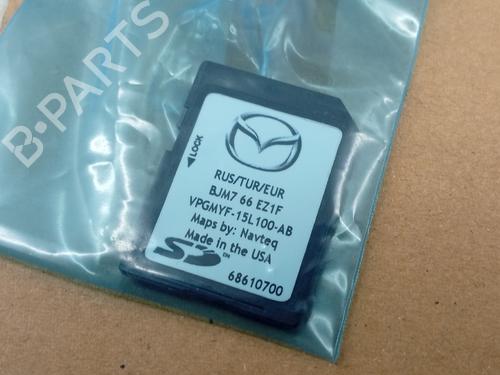 B-PARTS
LOCK
RUS/TUR/EUR
BJM7 66 EZ1F
VPGMYF-15L100-AB
Maps by: Navteq
Made in the USA
SD™
68610700